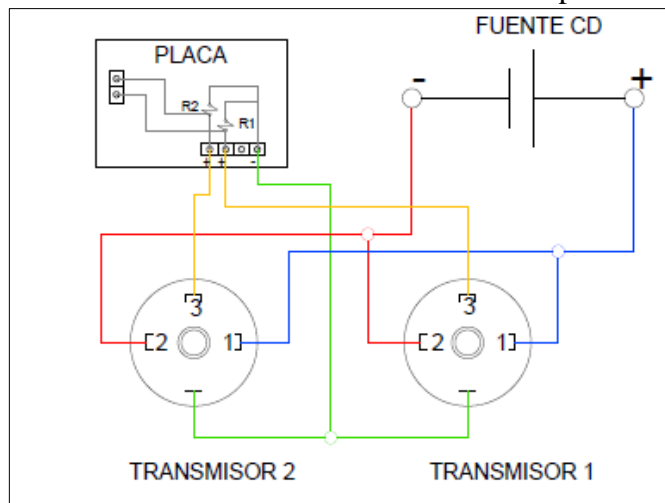 FUENTE CD
PLACA
- +
R2
R1
+ + -
3 3
2 1 2 1
TRANSMISOR 2 TRANSMISOR 1